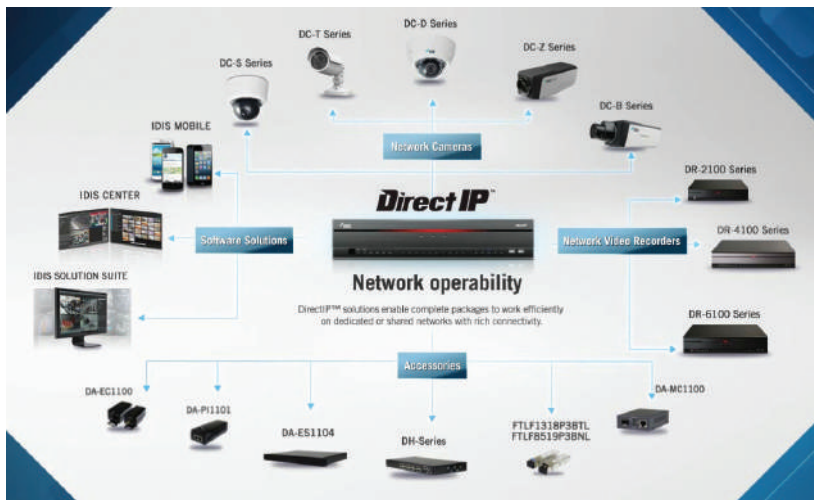 DC-D Series
DC-T Series
DC-Z Series
DC-S Series
DC-B Series
IDIS MOBILE
Network Cameras
DR-2100 Series
DirectIP™
IDIS CENTER
Software Solutions
Network Video Recorders
DR-4100 Series
Network operability
IDIS SOLUTION SUITE
DirectIP™ solutions enable complete packages to work efficiently
on dedicated or shared networks with rich connectivity.
DR-6100 Series
Accessories
DA-EC1100
DA-PI1101
DA-ES1104
DH-Series
FTLF1318P3BTL
FTLF8519P3BNL
DA-MC1100